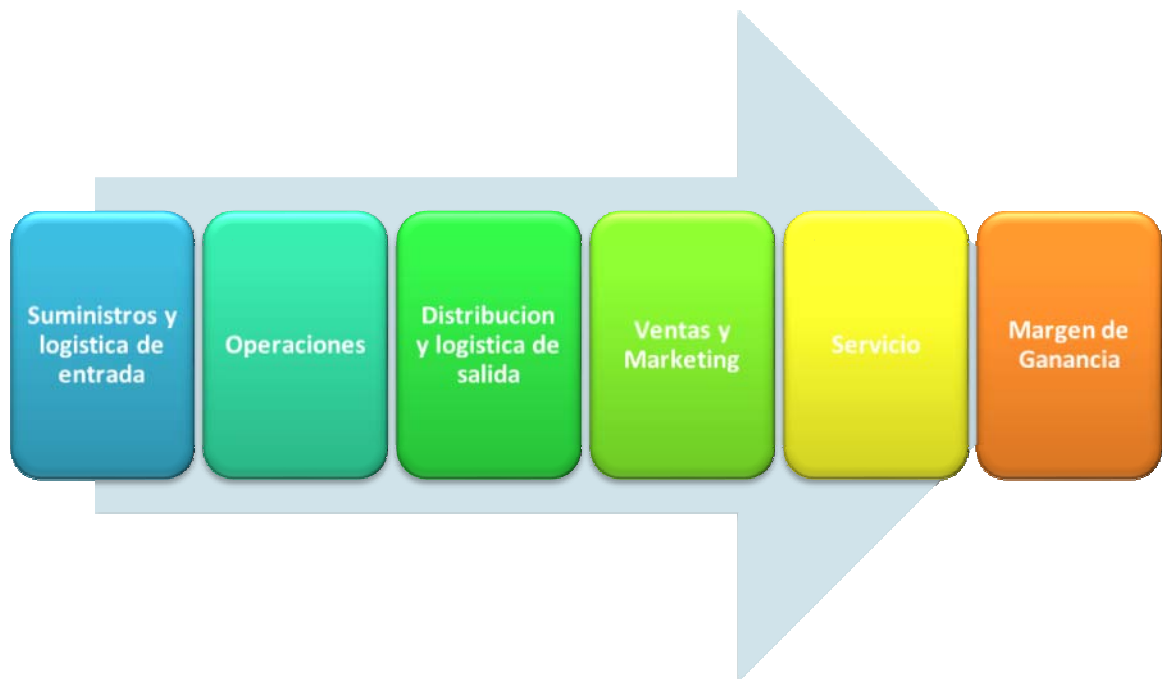 Suministros y
logistica de
entrada
Operaciones
Distribucion
y logistica de
salida
Ventas y
Marketing
Servicio
Margen de
Ganancia